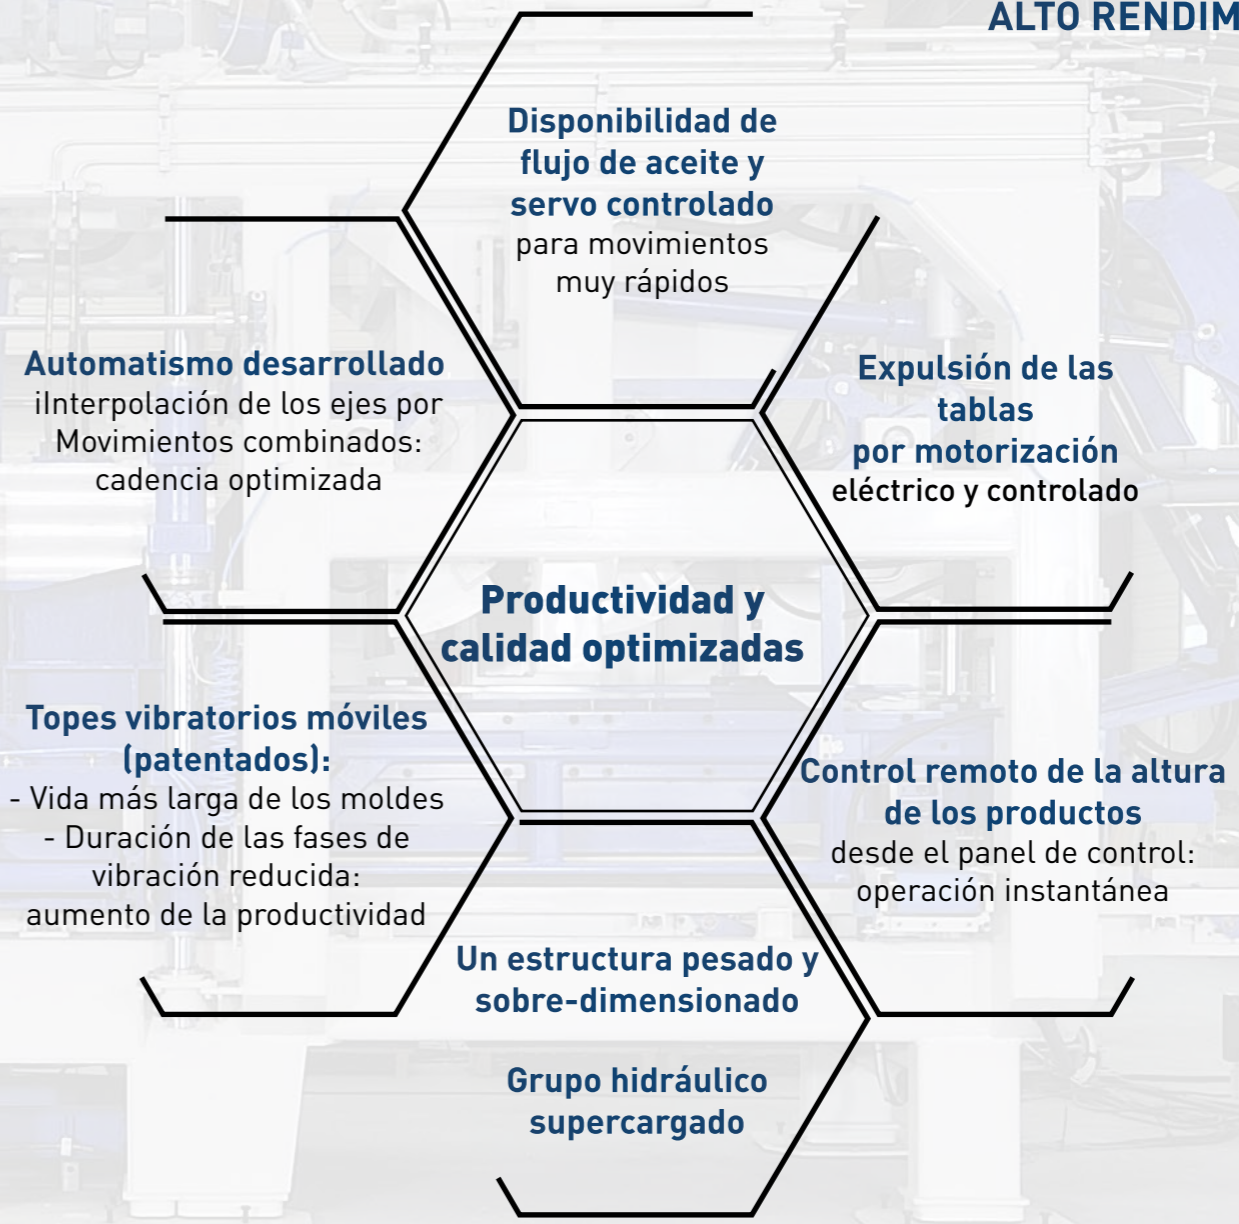 ALTO RENDIM
Disponibilidad de
flujo de aceite y
servo controlado
para movimientos
muy rápidos
Automatismo desarrollado
iInterpolación de los ejes por
Movimientos combinados:
cadencia optimizada
Expulsión de las
tablas
por motorización
eléctrico y controlado
Productividad y
calidad optimizadas
Topes vibratorios móviles
(patentados):
- Vida más larga de los moldes
- Duración de las fases de
vibración reducida:
aumento de la productividad
Control remoto de la altura
de los productos
desde el panel de control:
operación instantánea
Un estructura pesado y
sobre-dimensionado
Grupo hidráulico
supercargado